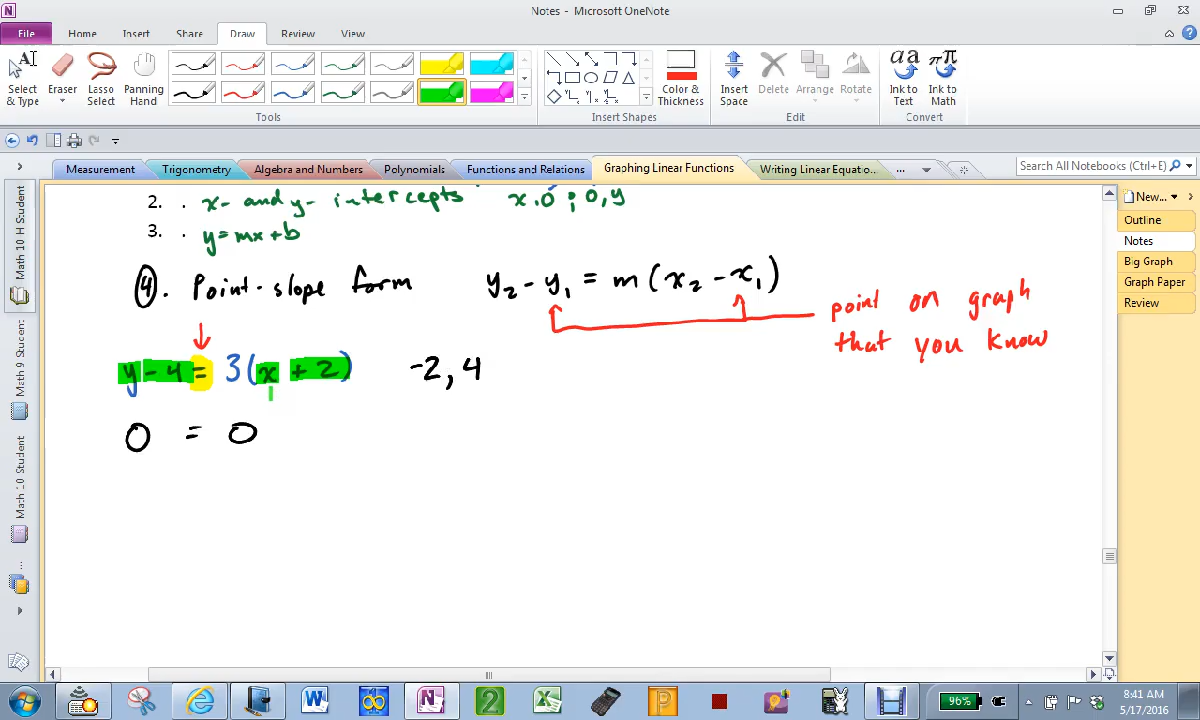 Notes - Microsoft OneNote
File Home Insert Share Draw Review View
Select & Type
Eraser
Lasso Select
Panning Hand
Color & Thickness
Insert Space
Delete
Arrange
Rotate
Ink to Text
Ink to Math
Tools Insert Shapes Edit Convert
Measurement Trigonometry Algebra and Numbers Polynomials Functions and Relations Graphing Linear Functions Writing Linear Equatio... ...
Search All Notebooks (Ctrl+E)
New...
Outline
Notes
Big Graph
Graph Paper
Review
Math 10 H Student
Math 9 Student
Math 10 Student
2. . x- and y- intercepts x.0 ; 0,y
3. . y=mx+b
4. Point-slope form y₂ - y₁ = m(x₂ - x₁)
point on graph
that you know
y - 4 = 3(x + 2) -2, 4
0 = 0
96%
8:41 AM
5/17/2016